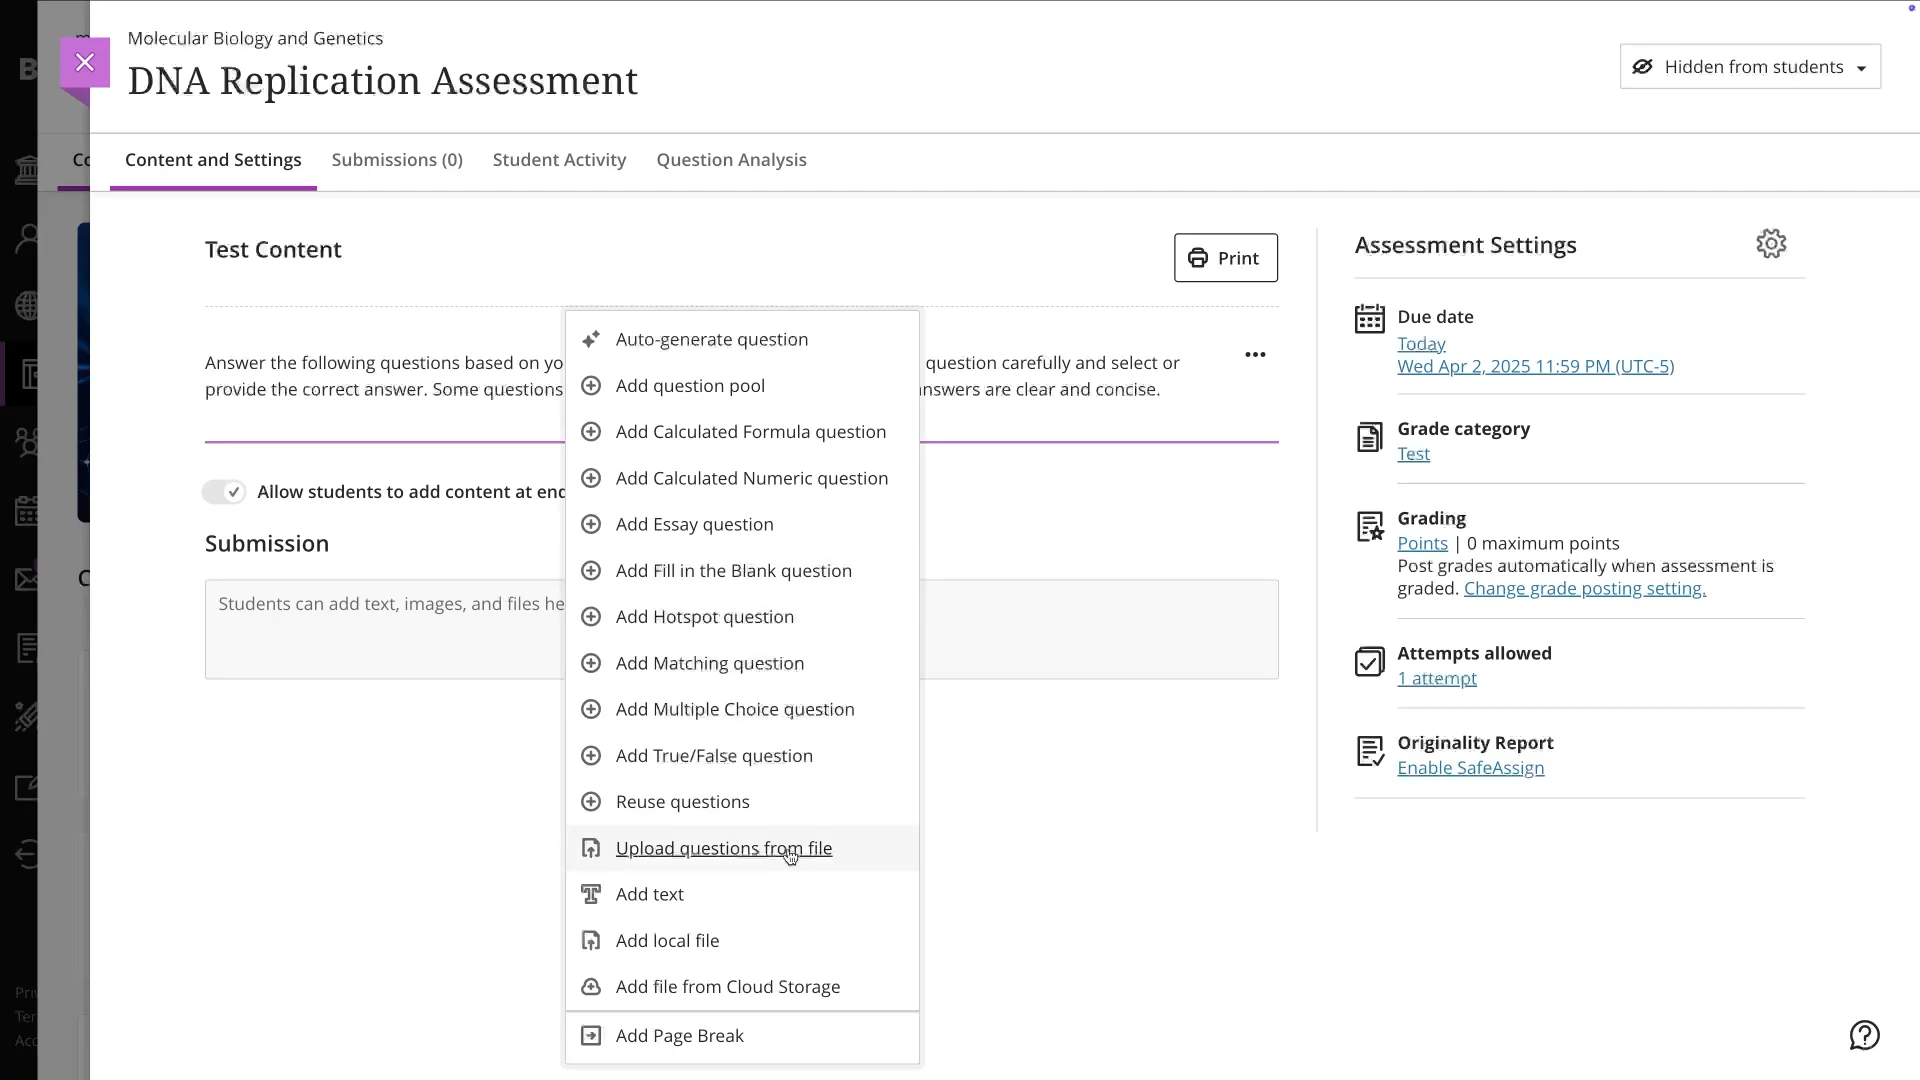 Molecular Biology and Genetics
DNA Replication Assessment
Hidden from students
Content and Settings
Submissions (0)
Student Activity
Question Analysis
Test Content
Print
Answer the following questions based on yo
question carefully and select or
provide the correct answer. Some questions
answers are clear and concise.
Allow students to add content at end
Submission
Students can add text, images, and files he
Auto-generate question
Add question pool
Add Calculated Formula question
Add Calculated Numeric question
Add Essay question
Add Fill in the Blank question
Add Hotspot question
Add Matching question
Add Multiple Choice question
Add True/False question
Reuse questions
Upload questions from file
Add text
Add local file
Add file from Cloud Storage
Add Page Break
Assessment Settings
Due date
Today
Wed Apr 2, 2025 11:59 PM (UTC-5)
Grade category
Test
Grading
Points | 0 maximum points
Post grades automatically when assessment is
graded. Change grade posting setting.
Attempts allowed
1 attempt
Originality Report
Enable SafeAssign